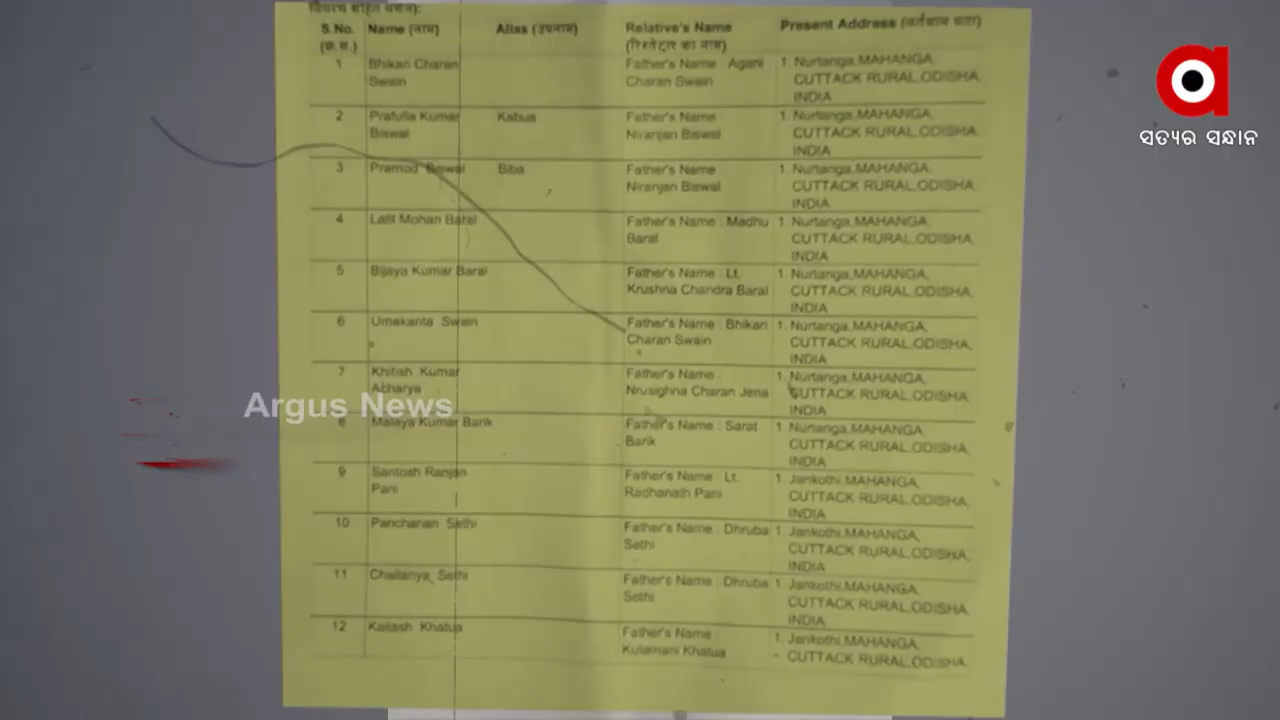 विवरण सहित वर्णन):
S.No. Name (नाम) Alias (उपनाम) Relative's Name Present Address (वर्तमान पता)
(क्र.सं.) (रिश्तेदार का नाम)
1 Bhikari Charan Father's Name : Agani 1. Nurtanga,MAHANGA,
Swain Charan Swain CUTTACK RURAL,ODISHA,
INDIA
2 Prafulla Kumar Kabua Father's Name : 1. Nurtanga,MAHANGA,
Biswal Niranjan Biswal CUTTACK RURAL,ODISHA,
INDIA
3 Pramod Biswal Biba Father's Name : 1. Nurtanga,MAHANGA,
Niranjan Biswal CUTTACK RURAL,ODISHA,
INDIA
4 Lalit Mohan Baral Father's Name : Madhu 1. Nurtanga,MAHANGA,
Baral CUTTACK RURAL,ODISHA,
INDIA
5 Bijaya Kumar Baral Father's Name : Lt. 1. Nurtanga,MAHANGA,
Krushna Chandra Baral CUTTACK RURAL,ODISHA,
INDIA
6 Umakanta Swain Father's Name : Bhikari 1. Nurtanga,MAHANGA,
Charan Swain CUTTACK RURAL,ODISHA,
INDIA
7 Khitish Kumar Father's Name : 1. Nurtanga,MAHANGA,
Acharya Nrusighna Charan Jena CUTTACK RURAL,ODISHA,
INDIA
8 Malaya Kumar Barik Father's Name : Sarat 1. Nurtanga,MAHANGA,
Barik CUTTACK RURAL,ODISHA,
INDIA
9 Santosh Ranjan Father's Name : Lt. 1. Jankothi,MAHANGA,
Pani Radhanath Pani CUTTACK RURAL,ODISHA,
INDIA
10 Panchanan Sethi Father's Name : Dhruba 1. Jankothi,MAHANGA,
Sethi CUTTACK RURAL,ODISHA,
INDIA
11 Chaitanya Sethi Father's Name : Dhruba 1. Jankothi,MAHANGA,
Sethi CUTTACK RURAL,ODISHA,
INDIA
12 Kailash Khatua Father's Name : 1. Jankothi,MAHANGA,
Kulamani Khatua CUTTACK RURAL,ODISHA,
Argus News
ସତ୍ୟର ସନ୍ଧାନ